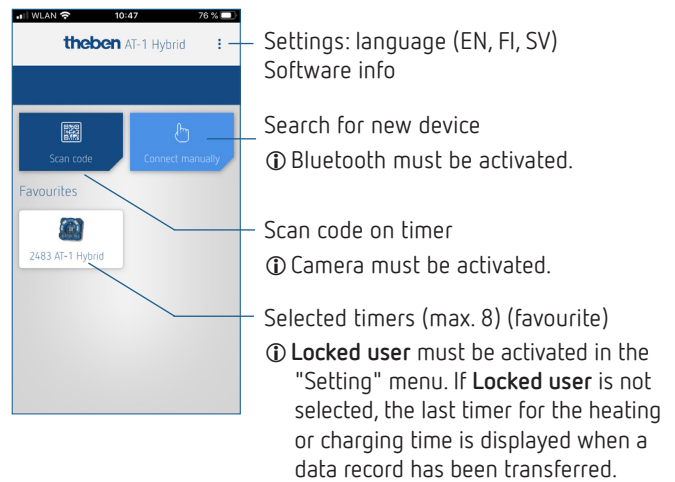 WLAN 10:47 76 %
theben AT-1 Hybrid
Settings: language (EN, FI, SV)
Software info
Scan code
Connect manually
Search for new device
ⓘ Bluetooth must be activated.
Favourites
2483 AT-1 Hybrid
Scan code on timer
ⓘ Camera must be activated.
Selected timers (max. 8) (favourite)
ⓘ Locked user must be activated in the
"Setting" menu. If Locked user is not
selected, the last timer for the heating
or charging time is displayed when a
data record has been transferred.